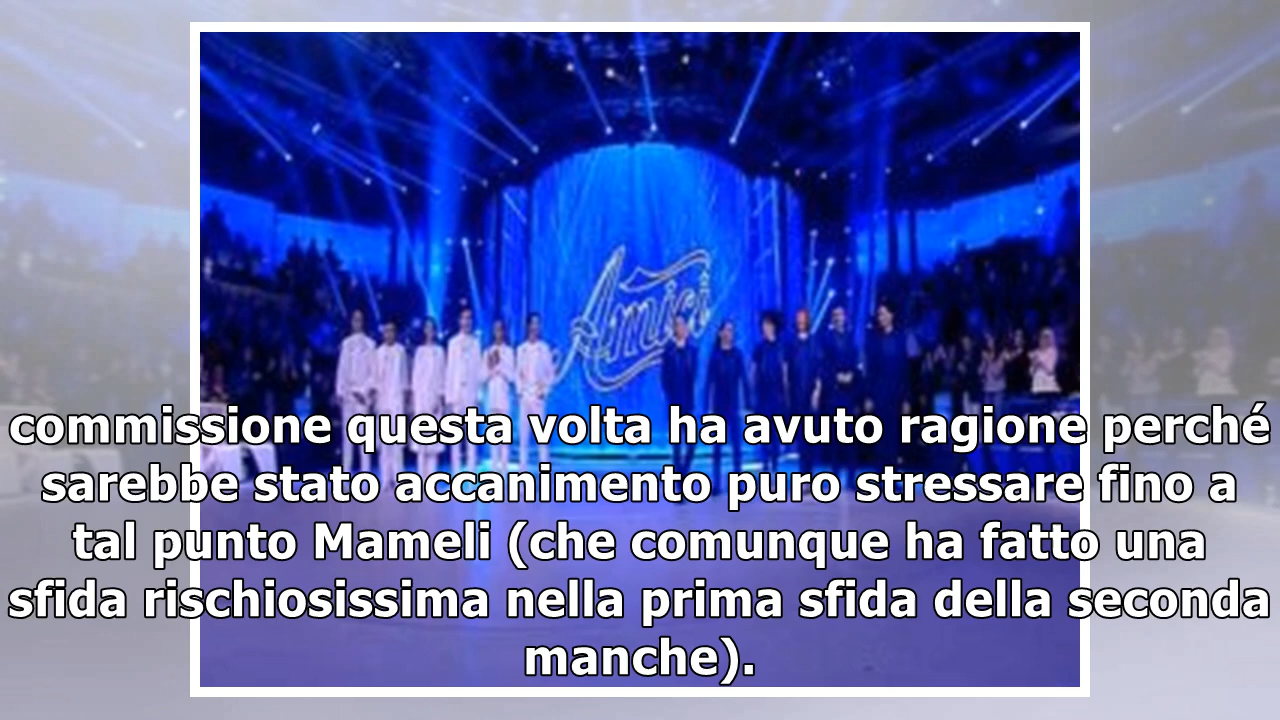 Amici
commissione questa volta ha avuto ragione perché
sarebbe stato accanimento puro stressare fino a
tal punto Mameli (che comunque ha fatto una
sfida rischiosissima nella prima sfida della seconda
manche).